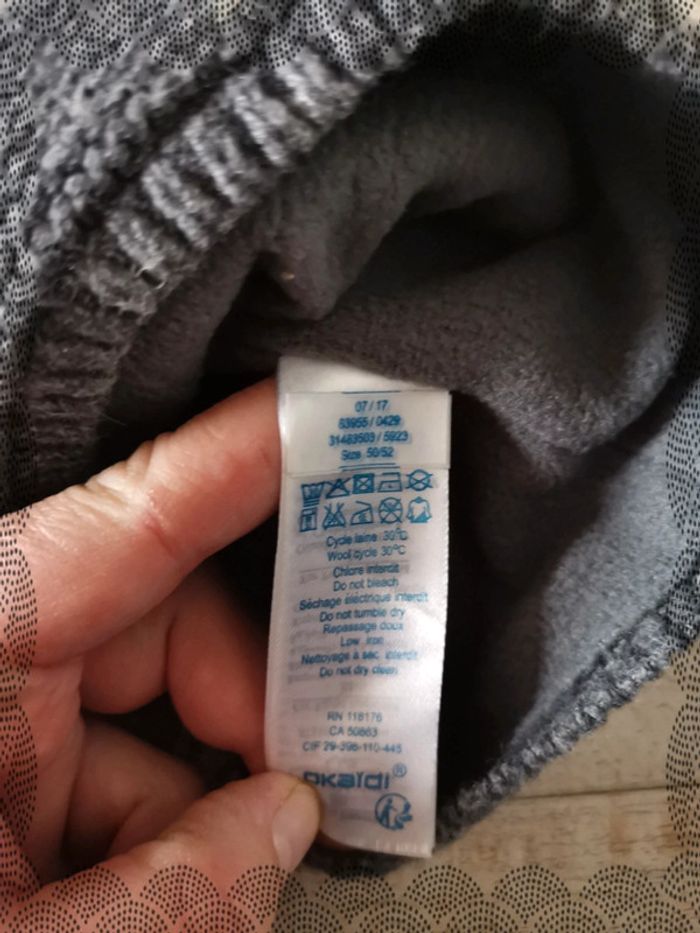 07/17
83955/0429
31483503/5923
Size 50/52
Cycle laine 30°C
Wool cycle 30°C
Chlore interdit
Do not bleach
Séchage électrique interdit
Do not tumble dry
Repassage doux
Low iron
Nettoyage à sec interdit
Do not dry clean
RN 118176
CA 50863
CIF 29-396-110-445
okaïdi®